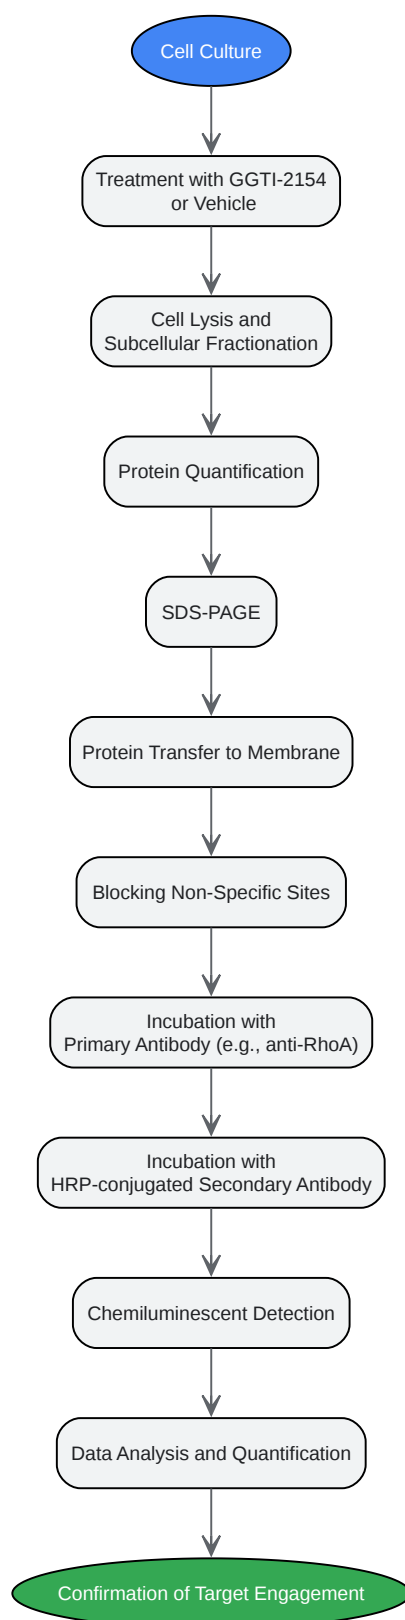 Cell Culture
Treatment with GGTI-2154
or Vehicle
Cell Lysis and
Subcellular Fractionation
Protein Quantification
SDS-PAGE
Protein Transfer to Membrane
Blocking Non-Specific Sites
Incubation with
Primary Antibody (e.g., anti-RhoA)
Incubation with
HRP-conjugated Secondary Antibody
Chemiluminescent Detection
Data Analysis and Quantification
Confirmation of Target Engagement